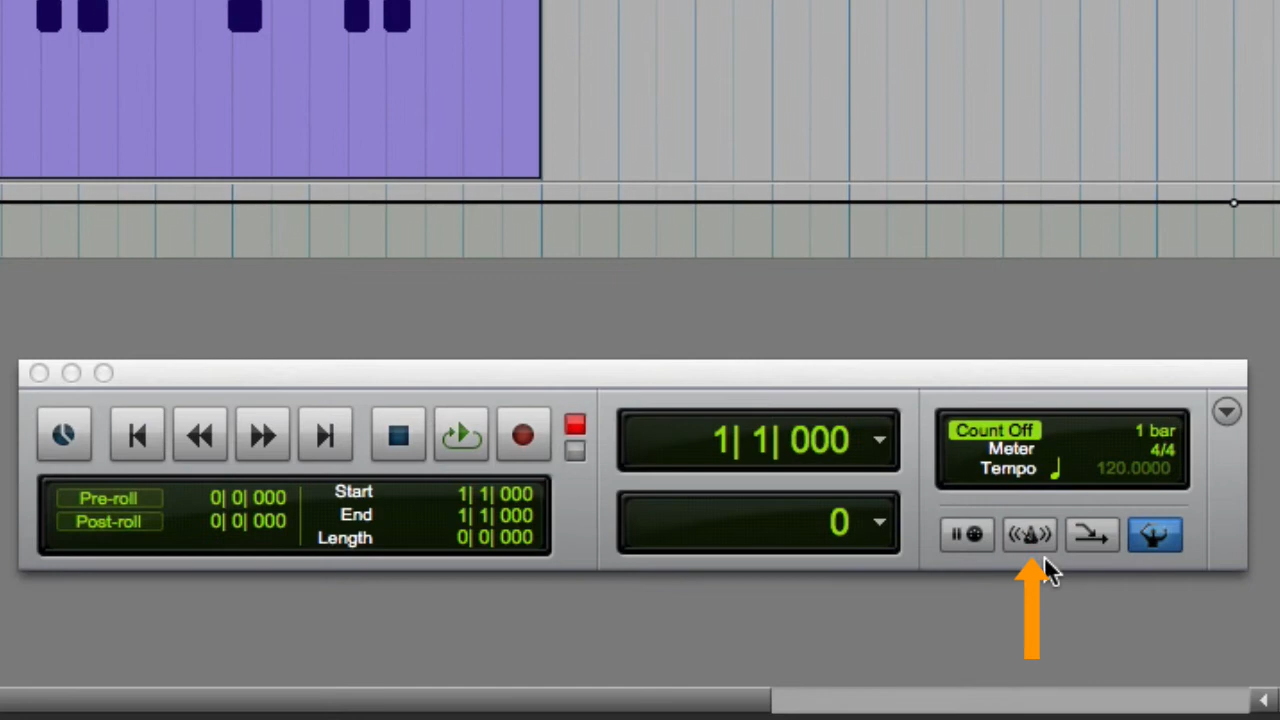 1| 1| 000
Count Off 1 bar
Meter 4/4
Tempo 120.0000
Pre-roll 0| 0| 000
Post-roll 0| 0| 000
Start 1| 1| 000
End 1| 1| 000
Length 0| 0| 000
0